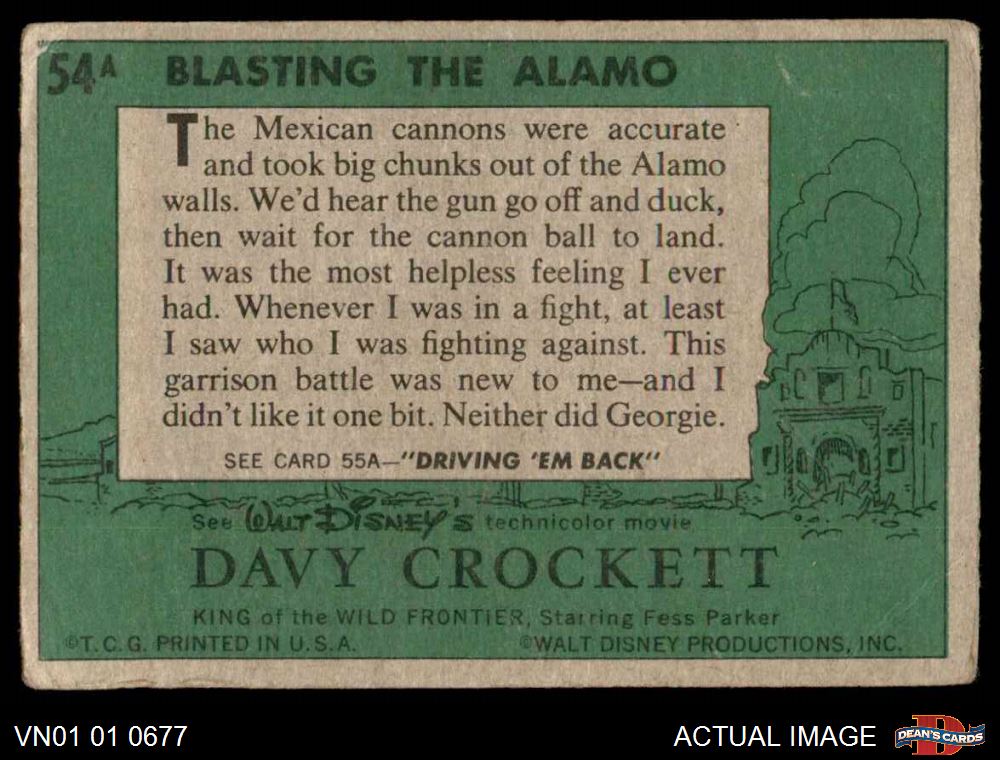 54A BLASTING THE ALAMO
The Mexican cannons were accurate
and took big chunks out of the Alamo
walls. We'd hear the gun go off and duck,
then wait for the cannon ball to land.
It was the most helpless feeling I ever
had. Whenever I was in a fight, at least
I saw who I was fighting against. This
garrison battle was new to me—and I
didn't like it one bit. Neither did Georgie.
SEE CARD 55A—"DRIVING 'EM BACK"
See WALT DISNEY'S technicolor movie
DAVY CROCKETT
KING of the WILD FRONTIER, Starring Fess Parker
©T.C.G. PRINTED IN U.S.A. ©WALT DISNEY PRODUCTIONS, INC.
VN01 01 0677 ACTUAL IMAGE DEAN'S CARDS